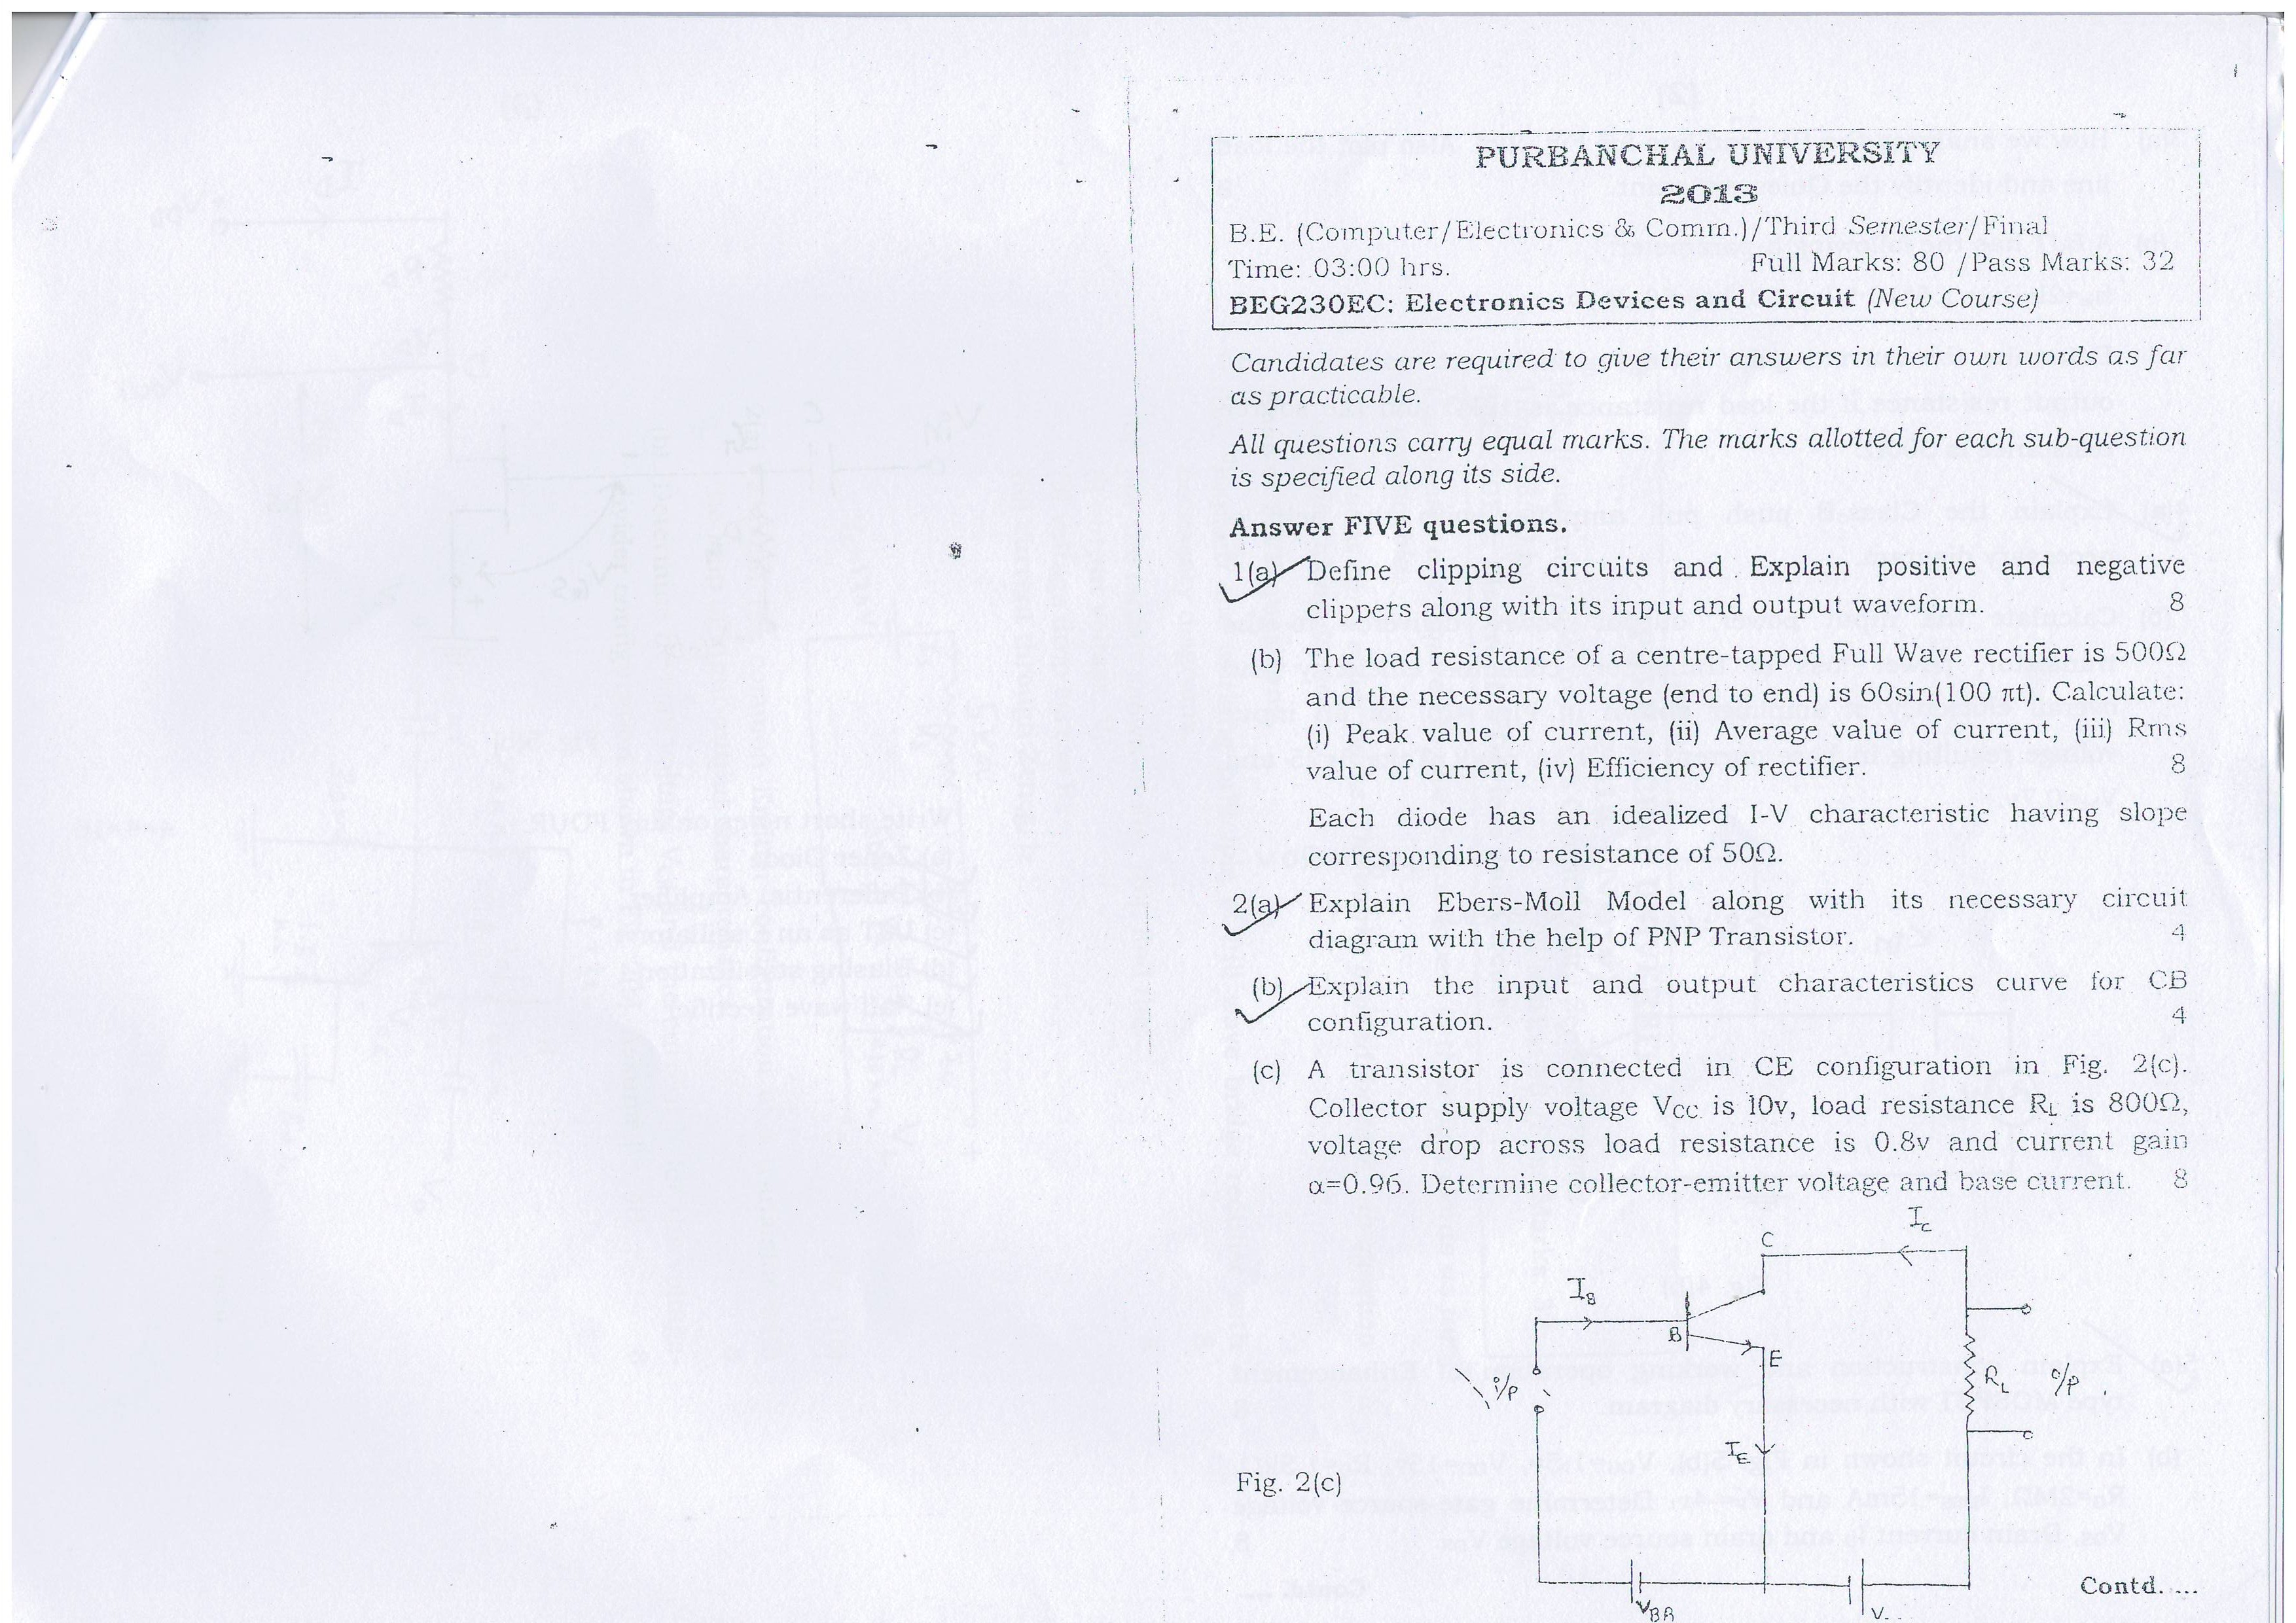 PURBANCHAL UNIVERSITY
2013
B.E. (Computer/Electronics & Comm.)/Third Semester/Final
Time: 03:00 hrs. Full Marks: 80 /Pass Marks: 32
BEG230EC: Electronics Devices and Circuit (New Course)
Candidates are required to give their answers in their own words as far
as practicable.
All questions carry equal marks. The marks allotted for each sub-question
is specified along its side.
Answer FIVE questions.
1(a) Define clipping circuits and Explain positive and negative
clippers along with its input and output waveform. 8
(b) The load resistance of a centre-tapped Full Wave rectifier is 500Ω
and the necessary voltage (end to end) is 60sin(100 πt). Calculate:
(i) Peak value of current, (ii) Average value of current, (iii) Rms
value of current, (iv) Efficiency of rectifier. 8
Each diode has an idealized I-V characteristic having slope
corresponding to resistance of 50Ω.
2(a) Explain Ebers-Moll Model along with its necessary circuit
diagram with the help of PNP Transistor. 4
(b) Explain the input and output characteristics curve for CB
configuration. 4
(c) A transistor is connected in CE configuration in Fig. 2(c).
Collector supply voltage VCC is 10v, load resistance RL is 800Ω,
voltage drop across load resistance is 0.8v and current gain
α=0.96. Determine collector-emitter voltage and base current. 8
IC
C
IB
B
E
i/p
RL o/p
IE
Fig. 2(c)
Contd. ...
VBB V